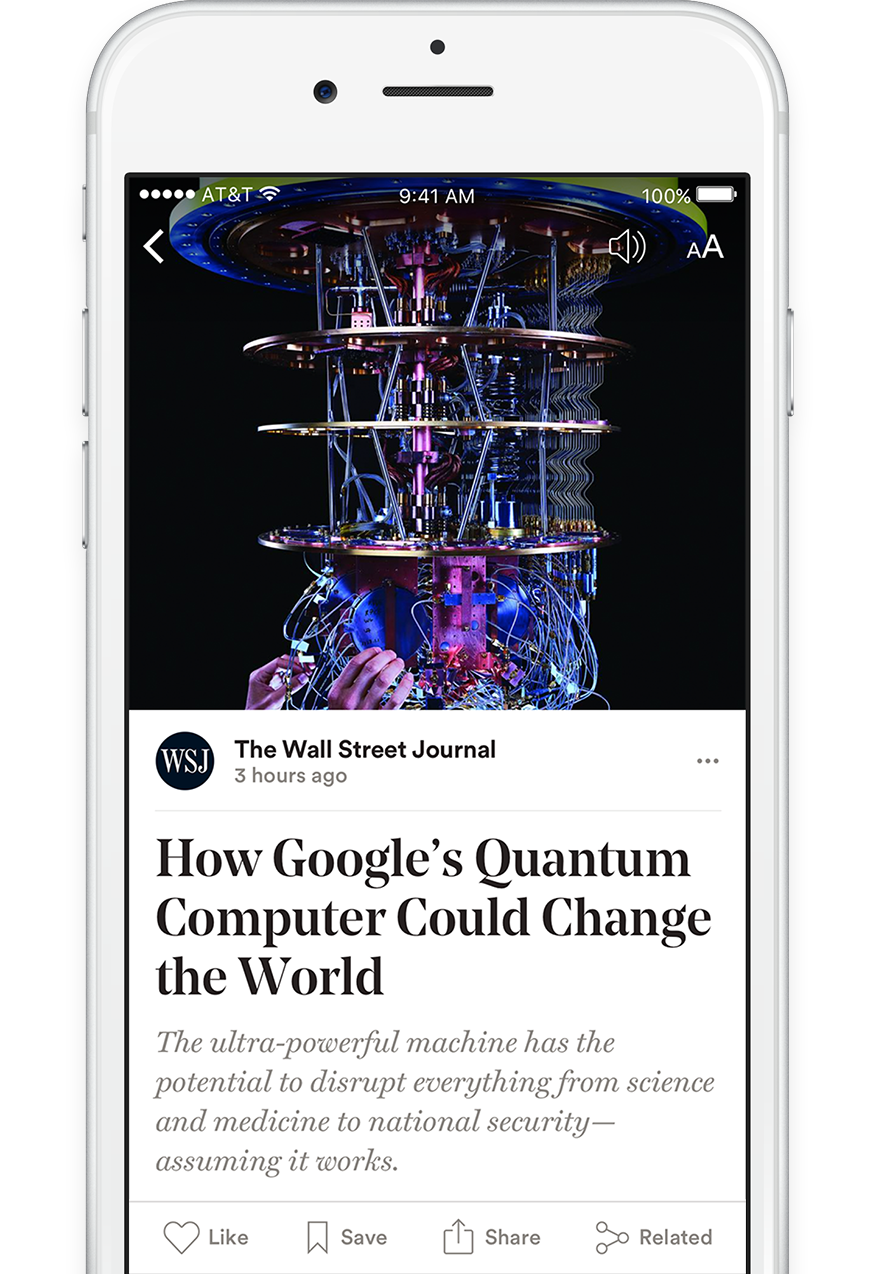 AT&T 9:41 AM 100%
AA
WSJ
The Wall Street Journal
3 hours ago
How Google’s Quantum
Computer Could Change
the World
The ultra-powerful machine has the
potential to disrupt everything from science
and medicine to national security—
assuming it works.
Like Save Share Related